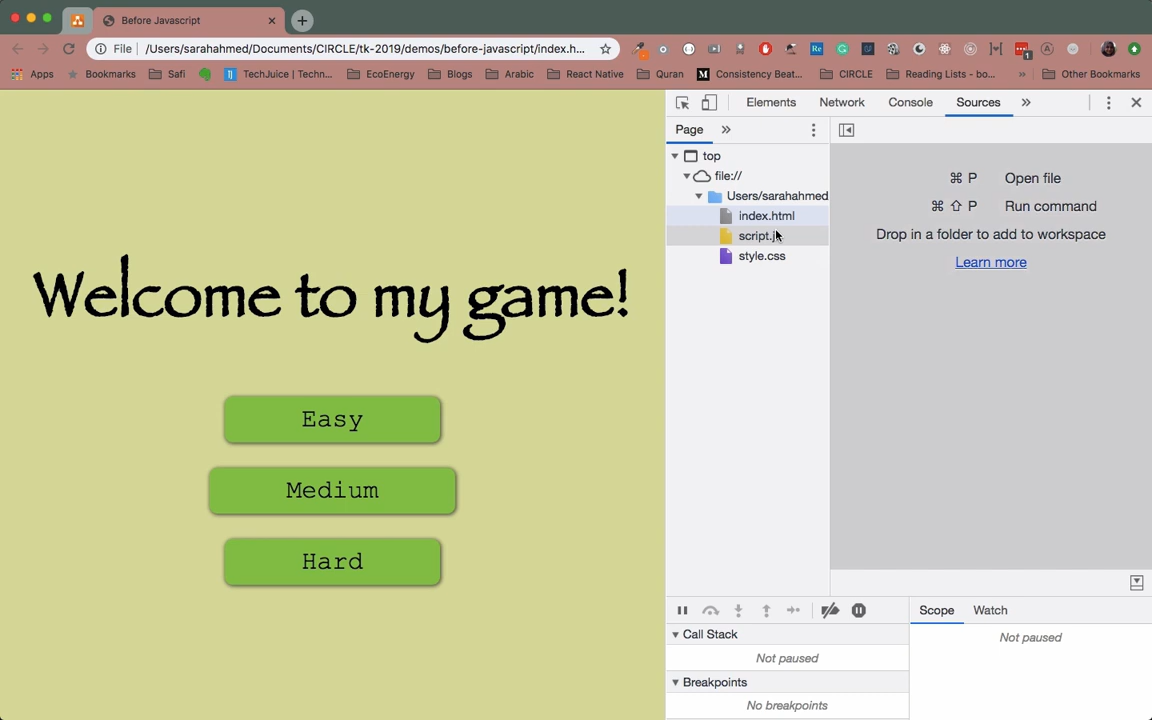 Before Javascript
File | /Users/sarahahmed/Documents/CIRCLE/tk-2019/demos/before-javascript/index.h...
Apps Bookmarks Safi TechJuice | Techn... EcoEnergy Blogs Arabic React Native Quran Consistency Beat... CIRCLE Reading Lists - bo... » Other Bookmarks
Elements Network Console Sources »
Page »
top
file://
Users/sarahahmed
index.html
script.j
style.css
⌘ P Open file
⌘ ⇧ P Run command
Drop in a folder to add to workspace
Learn more
Welcome to my game!
Easy
Medium
Hard
Scope Watch
Call Stack
Not paused
Not paused
Breakpoints
No breakpoints